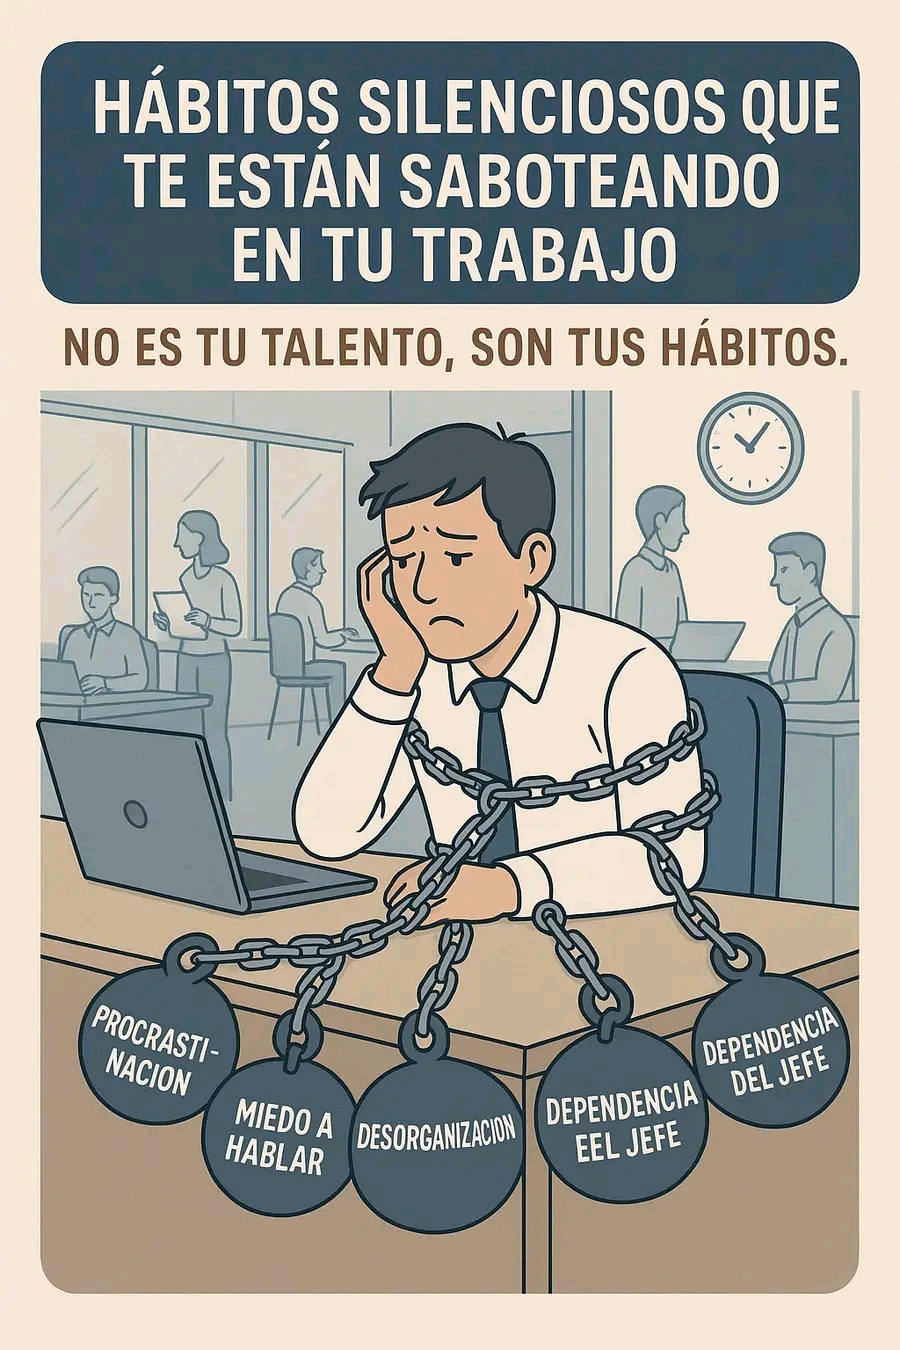 HÁBITOS SILENCIOSOS QUE
TE ESTÁN SABOTEANDO
EN TU TRABAJO
NO ES TU TALENTO, SON TUS HÁBITOS.
PROCRASTI-
NACION
MIEDO A
HABLAR
DESORGANIZACION
DEPENDENCIA
EEL JEFE
DEPENDENCIA
DEL JEFE